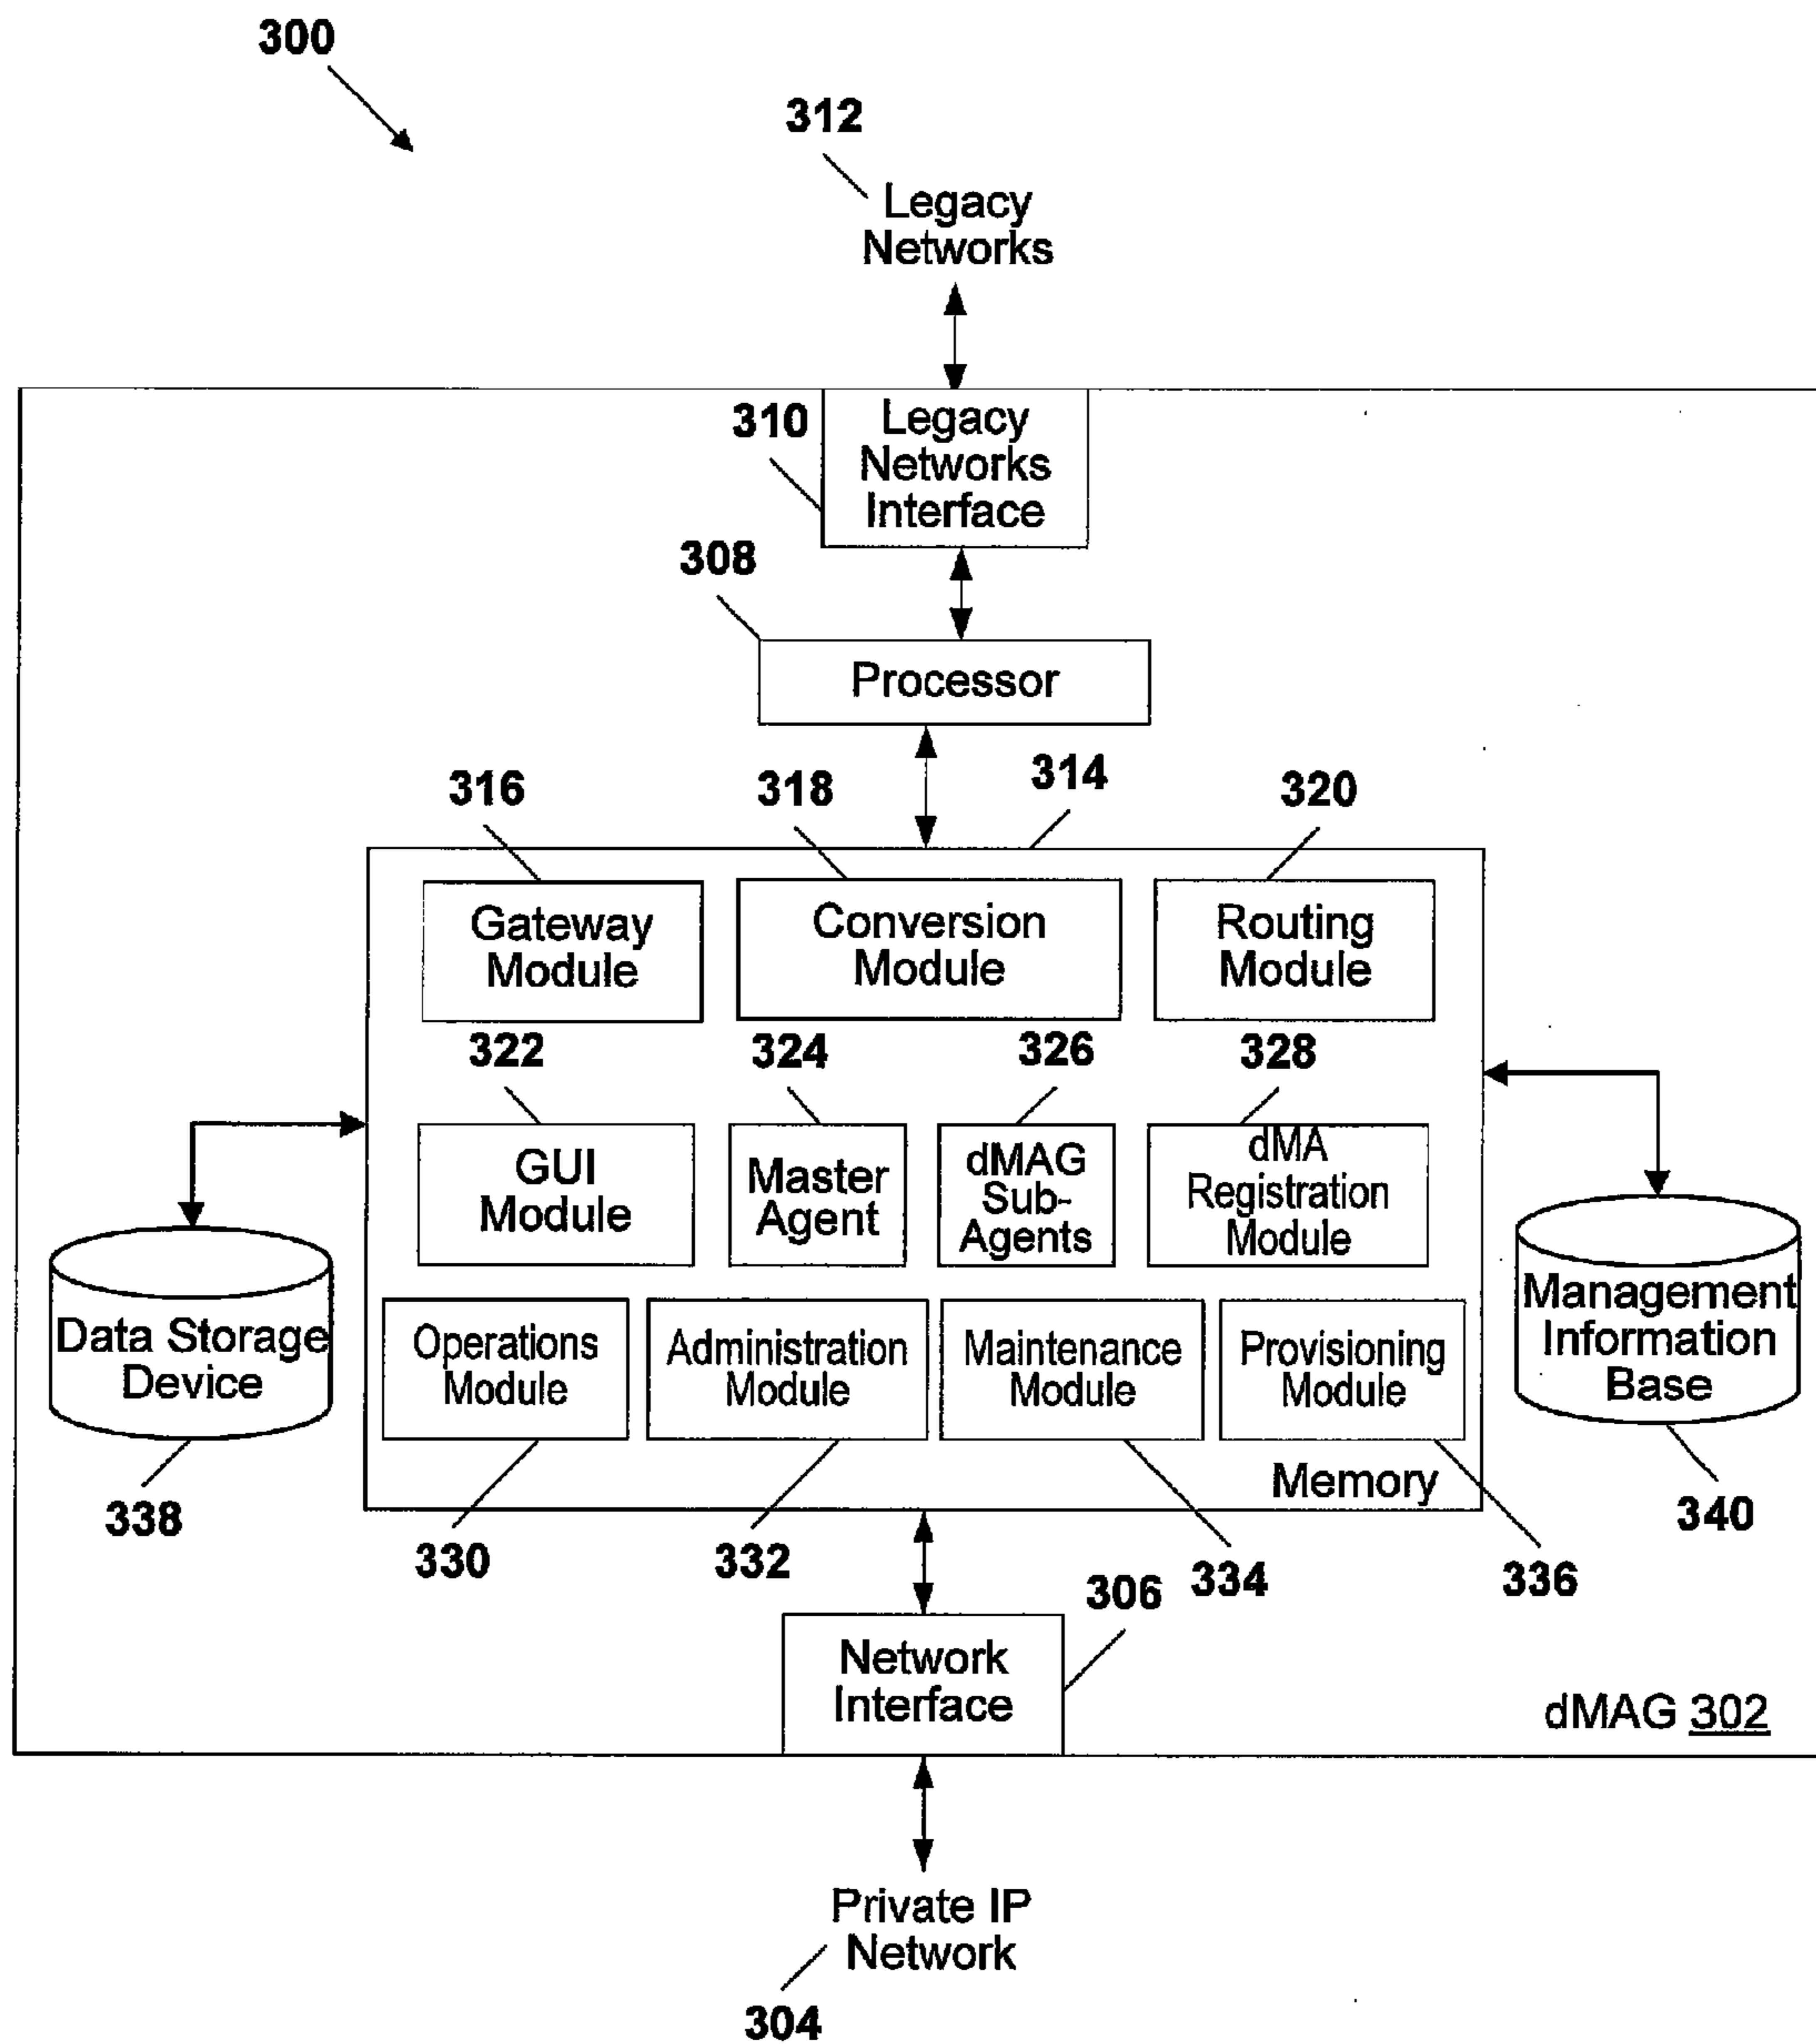 300
312
Legacy
Networks
310
Legacy
Networks
Interface
308
Processor
316
318
314
320
Gateway
Module
Conversion
Module
Routing
Module
322
324
326
328
GUI
Module
Master
Agent
dMAG
Sub-
Agents
dMA
Registration
Module
Data Storage
Device
Operations
Module
Administration
Module
Maintenance
Module
Provisioning
Module
Management
Information
Base
Memory
338
330
332
334
336
340
306
Network
Interface
dMAG 302
Private IP
Network
304